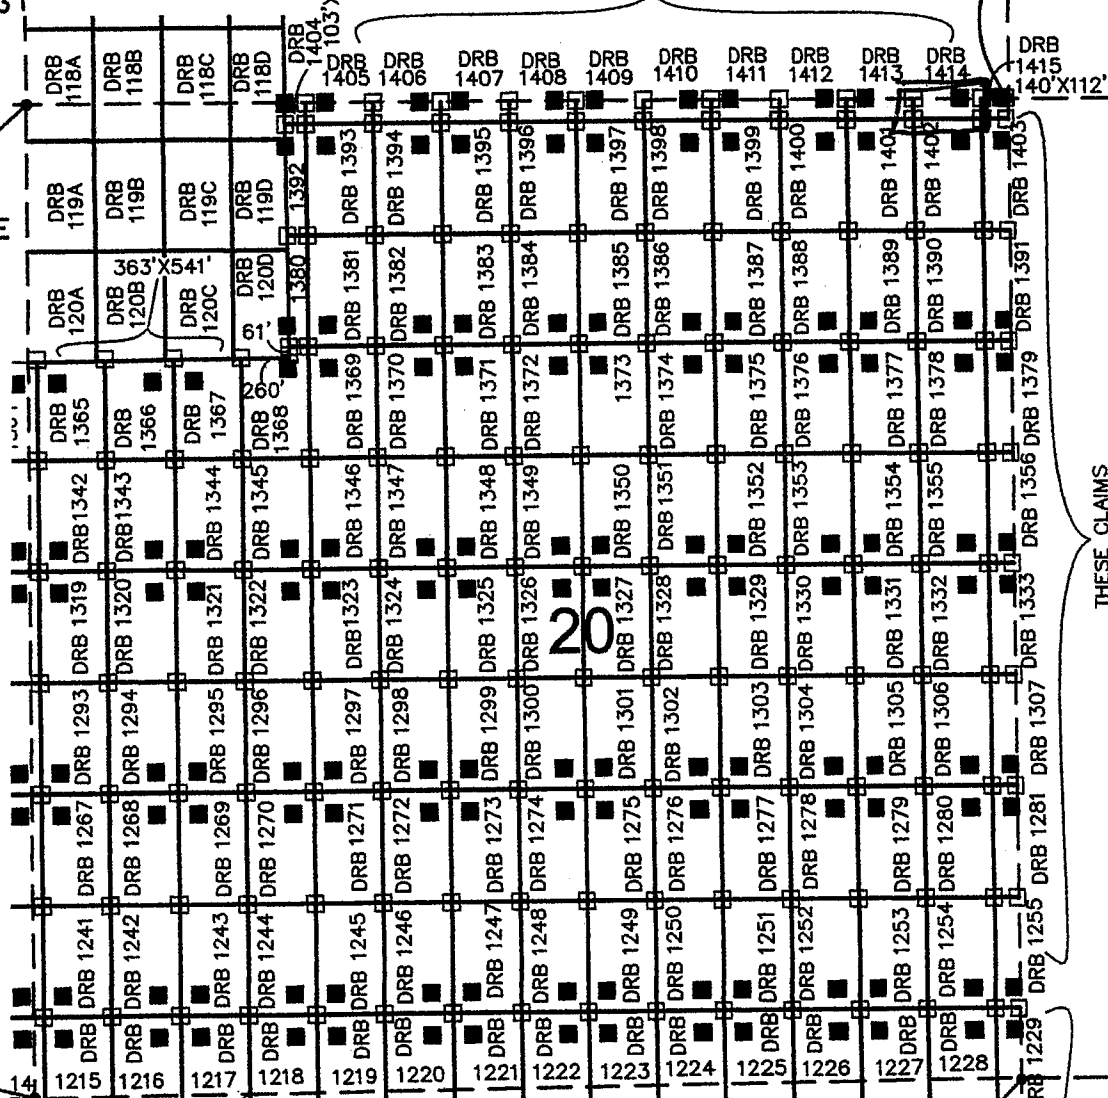 DRB 118A
DRB 118B
DRB 118C
DRB 118D
DRB 1404
103')
DRB 1405
DRB 1406
DRB 1407
DRB 1408
DRB 1409
DRB 1410
DRB 1411
DRB 1412
DRB 1413
DRB 1414
DRB 1415
140'X112'
DRB 119A
DRB 119B
DRB 119C
DRB 119D
1392
DRB 1393
DRB 1394
DRB 1395
DRB 1396
DRB 1397
DRB 1398
DRB 1399
DRB 1400
DRB 1401
DRB 1402
DRB 1403
363'X541'
DRB 120A
DRB 120B
DRB 120C
DRB 120D
1380
DRB 1381
DRB 1382
DRB 1383
DRB 1384
DRB 1385
DRB 1386
DRB 1387
DRB 1388
DRB 1389
DRB 1390
DRB 1391
61'
260'
DRB 1365
DRB 1366
DRB 1367
DRB 1368
DRB 1369
DRB 1370
DRB 1371
DRB 1372
1373
DRB 1374
DRB 1375
DRB 1376
DRB 1377
DRB 1378
DRB 1379
DRB1342
DRB1343
DRB 1344
DRB 1345
DRB 1346
DRB 1347
DRB 1348
DRB 1349
DRB 1350
DRB 1351
DRB 1352
DRB 1353
DRB 1354
DRB 1355
DRB 1356
THESE CLAIMS
DRB 1319
DRB 1320
DRB 1321
DRB 1322
DRB1323
DRB 1324
DRB 1325
DRB 1326
20
DRB 1327
DRB 1328
DRB 1329
DRB 1330
DRB 1331
DRB 1332
DRB 1333
DRB 1293
DRB 1294
DRB 1295
DRB 1296
DRB 1297
DRB 1298
DRB 1299
DRB 1300
DRB 1301
DRB 1302
DRB 1303
DRB 1304
DRB 1305
DRB 1306
DRB 1307
DRB 1267
DRB 1268
DRB 1269
DRB 1270
DRB 1271
DRB 1272
DRB 1273
DRB 1274
DRB 1275
DRB 1276
DRB 1277
DRB 1278
DRB 1279
DRB 1280
DRB 1281
DRB 1241
DRB 1242
DRB 1243
DRB 1244
DRB 1245
DRB 1246
DRB 1247
DRB 1248
DRB 1249
DRB 1250
DRB 1251
DRB 1252
DRB 1253
DRB 1254
DRB 1255
14
DRB 1215
DRB 1216
DRB 1217
DRB 1218
DRB 1219
DRB 1220
DRB 1221
DRB 1222
DRB 1223
DRB 1224
DRB 1225
DRB 1226
DRB 1227
DRB 1228
RB 1229